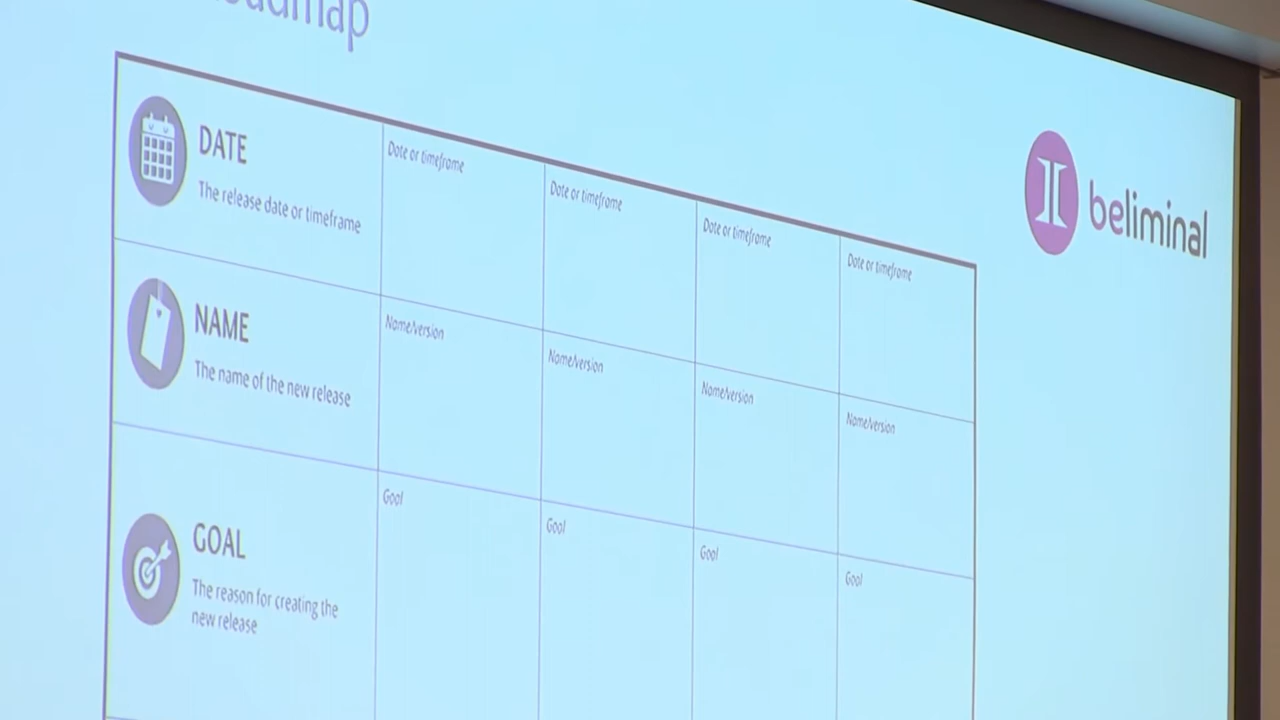 DATE
The release date or timeframe
Date or timeframe
Date or timeframe
Date or timeframe
Date or timeframe
beliminal
NAME
The name of the new release
Name/version
Name/version
Name/version
Name/version
GOAL
The reason for creating the
new release
Goal
Goal
Goal
Goal